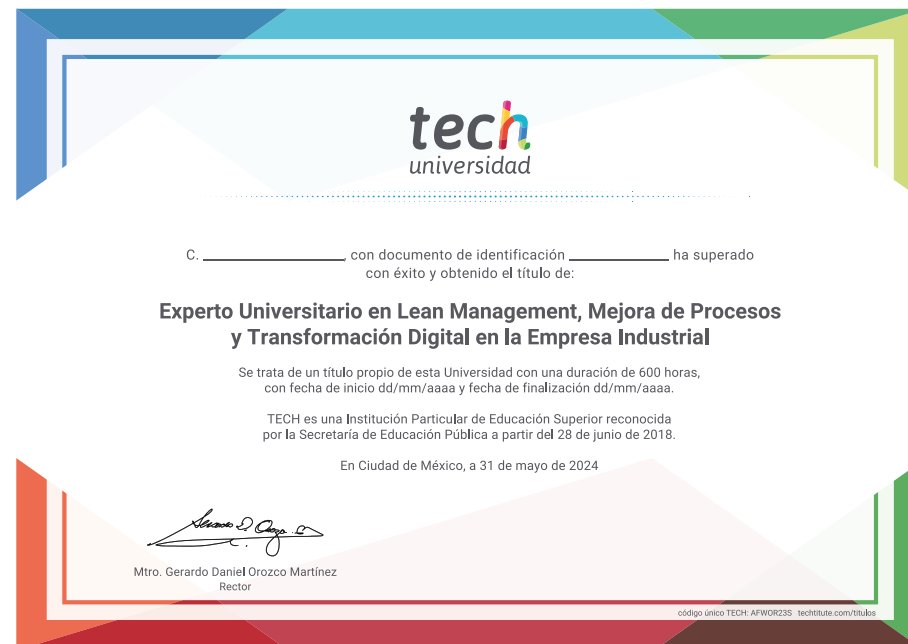 tech
universidad
C. ____________, con documento de identificación ____________ ha superado
con éxito y obtenido el título de:
Experto Universitario en Lean Management, Mejora de Procesos
y Transformación Digital en la Empresa Industrial
Se trata de un título propio de esta Universidad con una duración de 600 horas,
con fecha de inicio dd/mm/aaaa y fecha de finalización dd/mm/aaaa.
TECH es una Institución Particular de Educación Superior reconocida
por la Secretaría de Educación Pública a partir del 28 de junio de 2018.
En Ciudad de México, a 31 de mayo de 2024
Mtro. Gerardo Daniel Orozco Martínez
Rector
código único TECH: AFWOR23S techtitute.com/titulos